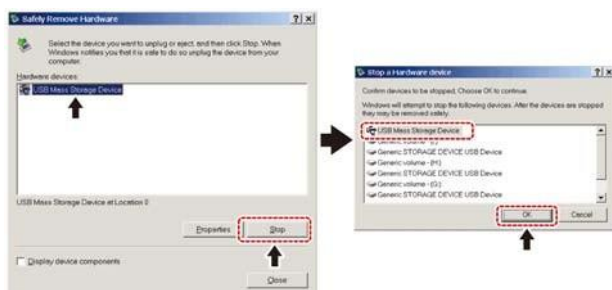 Safely Remove Hardware
Select the device you want to unplug or eject, and then click Stop. When
Windows notifies you that it is safe to do so unplug the device from your
computer.
Hardware devices:
USB Mass Storage Device
USB Mass Storage Device at Location 0
Properties
Stop
Display device components
Close
Stop a Hardware device
Confirm devices to be stopped, Choose OK to continue.
Windows will attempt to stop the following devices. After the devices are stopped
they may be removed safely.
USB Mass Storage Device
Generic volume
Generic STORAGE DEVICE USB Device
Generic volume - (H:)
Generic STORAGE DEVICE USB Device
Generic volume - (G:)
Generic STORAGE DEVICE USB Device
OK
Cancel